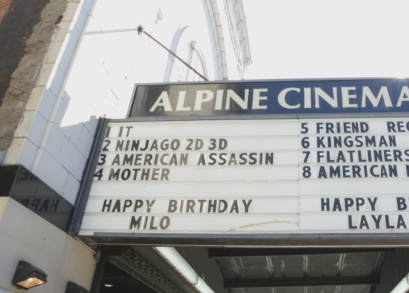 ALPINE CINEMA
1 IT
2 NINJAGO 2D 3D
3 AMERICAN ASSASSIN
4 MOTHER
HAPPY BIRTHDAY
MILO
5 FRIEND
6 KINGSMAN
7 FLATLINERS
8 AMERICAN
HAPPY
LAYLA